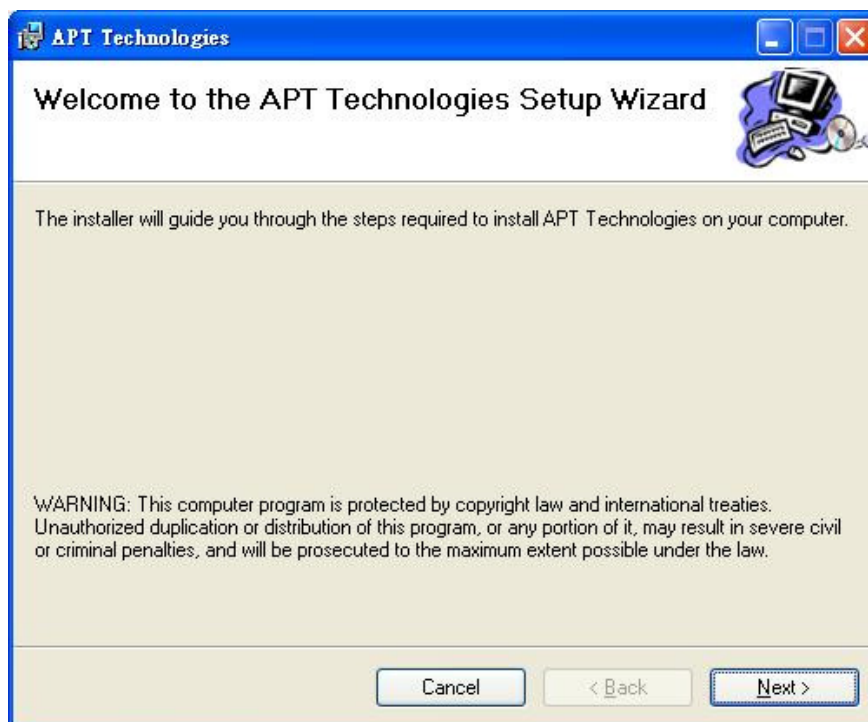 APT Technologies
Welcome to the APT Technologies Setup Wizard
The installer will guide you through the steps required to install APT Technologies on your computer.
WARNING: This computer program is protected by copyright law and international treaties.
Unauthorized duplication or distribution of this program, or any portion of it, may result in severe civil
or criminal penalties, and will be prosecuted to the maximum extent possible under the law.
Cancel
< Back
Next >